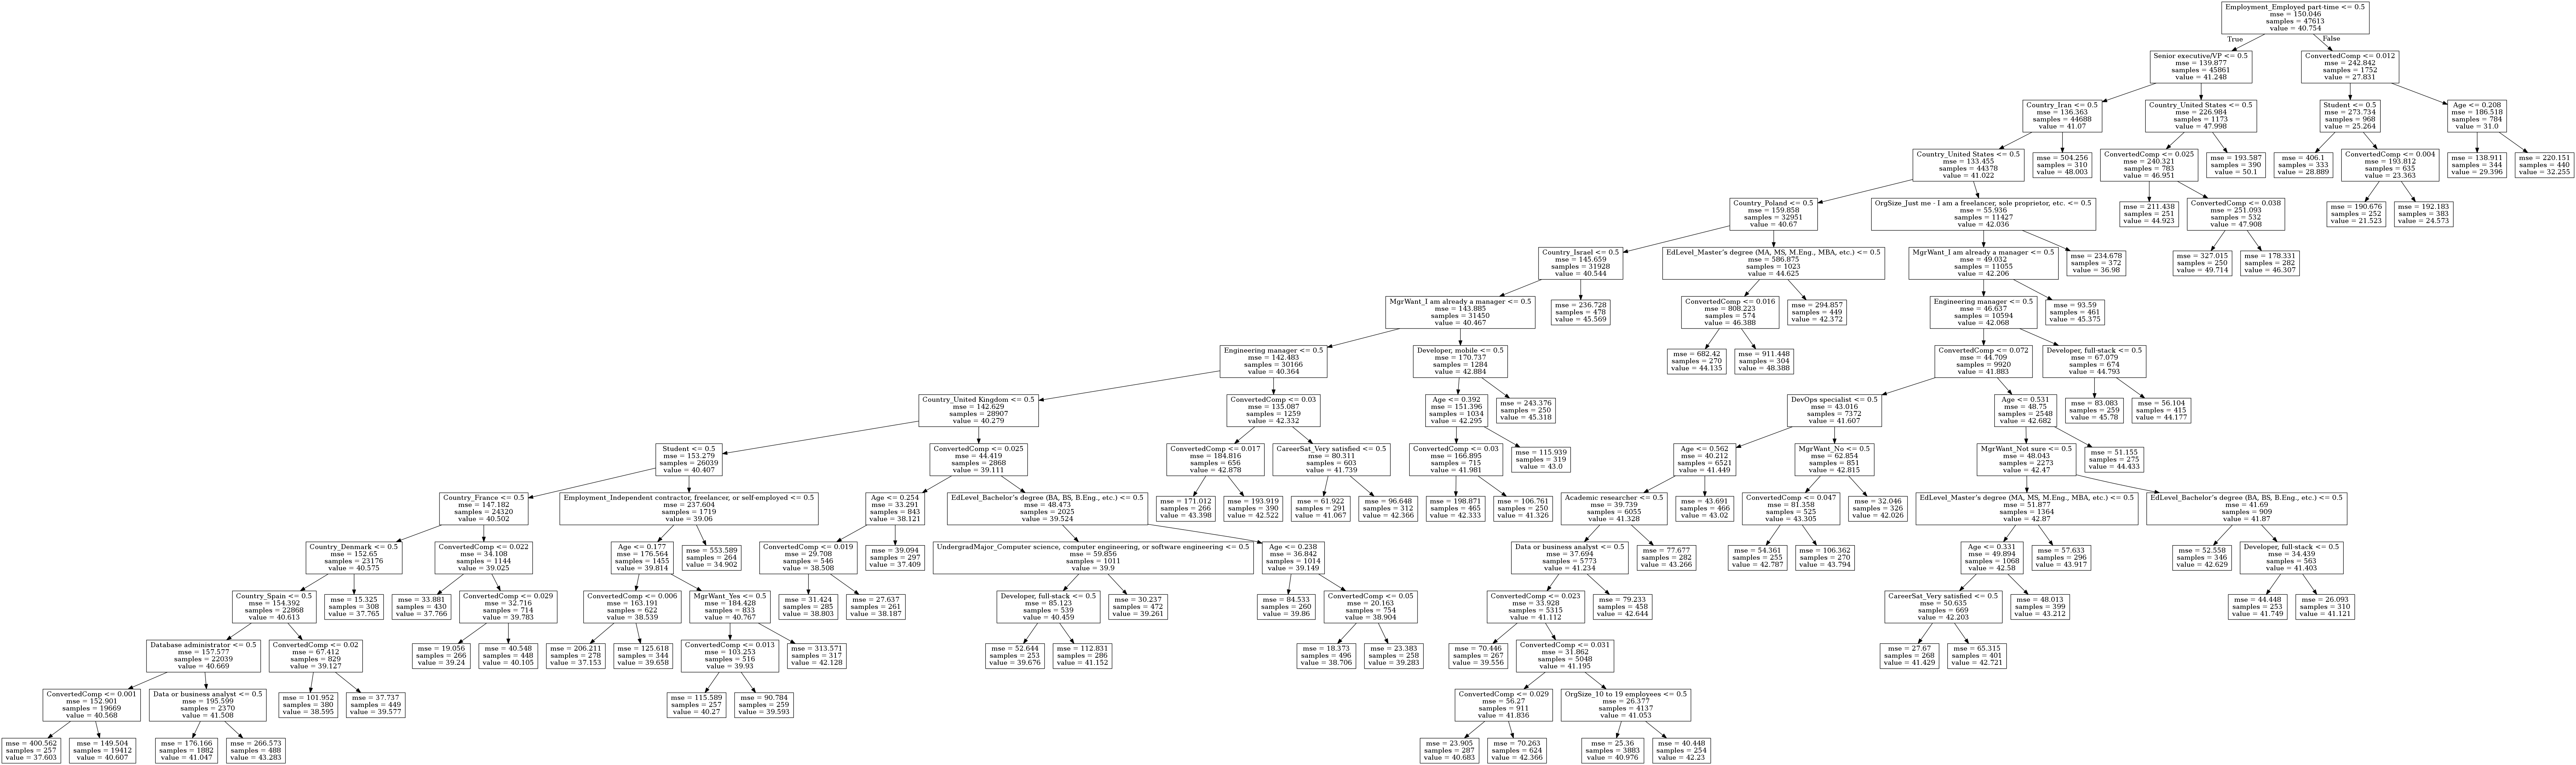 Employment_Employed part-time <= 0.5
mse = 150.046
samples = 47613
value = 40.754
True
False
Senior executive/VP <= 0.5
mse = 139.877
samples = 45861
value = 41.248
ConvertedComp <= 0.012
mse = 242.842
samples = 1752
value = 27.831
Country_Iran <= 0.5
mse = 136.363
samples = 44688
value = 41.07
Country_United States <= 0.5
mse = 226.984
samples = 1173
value = 47.998
Student <= 0.5
mse = 273.734
samples = 968
value = 25.264
Age <= 0.208
mse = 186.518
samples = 784
value = 31.0
Country_United States <= 0.5
mse = 133.455
samples = 44378
value = 41.022
mse = 504.256
samples = 310
value = 48.003
ConvertedComp <= 0.025
mse = 240.321
samples = 783
value = 46.951
mse = 193.587
samples = 390
value = 50.1
mse = 406.1
samples = 333
value = 28.889
ConvertedComp <= 0.004
mse = 193.812
samples = 635
value = 23.363
mse = 138.911
samples = 344
value = 29.396
mse = 220.151
samples = 440
value = 32.255
Country_Poland <= 0.5
mse = 159.858
samples = 32951
value = 40.67
OrgSize_Just me - I am a freelancer, sole proprietor, etc. <= 0.5
mse = 55.936
samples = 11427
value = 42.036
mse = 211.438
samples = 251
value = 44.923
ConvertedComp <= 0.038
mse = 251.093
samples = 532
value = 47.908
mse = 190.676
samples = 252
value = 21.523
mse = 192.183
samples = 383
value = 24.573
Country_Israel <= 0.5
mse = 145.659
samples = 31928
value = 40.544
EdLevel_Master's degree (MA, MS, M.Eng., MBA, etc.) <= 0.5
mse = 586.875
samples = 1023
value = 44.625
MgrWant_I am already a manager <= 0.5
mse = 49.032
samples = 11055
value = 42.206
mse = 234.678
samples = 372
value = 36.98
mse = 327.015
samples = 250
value = 49.714
mse = 178.331
samples = 282
value = 46.307
MgrWant_I am already a manager <= 0.5
mse = 143.885
samples = 31450
value = 40.467
mse = 236.728
samples = 478
value = 45.569
ConvertedComp <= 0.016
mse = 808.223
samples = 574
value = 46.388
mse = 294.857
samples = 449
value = 42.372
Engineering manager <= 0.5
mse = 46.637
samples = 10594
value = 42.068
mse = 93.59
samples = 461
value = 45.375
Engineering manager <= 0.5
mse = 142.483
samples = 30166
value = 40.364
Developer, mobile <= 0.5
mse = 170.737
samples = 1284
value = 42.884
mse = 682.42
samples = 270
value = 44.135
mse = 911.448
samples = 304
value = 48.388
ConvertedComp <= 0.072
mse = 44.709
samples = 9920
value = 41.883
Developer, full-stack <= 0.5
mse = 67.079
samples = 674
value = 44.793
Country_United Kingdom <= 0.5
mse = 142.629
samples = 28907
value = 40.279
ConvertedComp <= 0.03
mse = 135.087
samples = 1259
value = 42.332
Age <= 0.392
mse = 151.396
samples = 1034
value = 42.295
mse = 243.376
samples = 250
value = 45.318
DevOps specialist <= 0.5
mse = 43.016
samples = 7372
value = 41.607
Age <= 0.531
mse = 48.75
samples = 2548
value = 42.682
mse = 83.083
samples = 259
value = 45.78
mse = 56.104
samples = 415
value = 44.177
Student <= 0.5
mse = 153.279
samples = 26039
value = 40.407
ConvertedComp <= 0.025
mse = 44.419
samples = 2868
value = 39.111
ConvertedComp <= 0.017
mse = 184.816
samples = 656
value = 42.878
CareerSat_Very satisfied <= 0.5
mse = 80.311
samples = 603
value = 41.739
ConvertedComp <= 0.03
mse = 166.895
samples = 715
value = 41.981
mse = 115.939
samples = 319
value = 43.0
Age <= 0.562
mse = 40.212
samples = 6521
value = 41.449
MgrWant_No <= 0.5
mse = 62.854
samples = 851
value = 42.815
MgrWant_Not sure <= 0.5
mse = 48.043
samples = 2273
value = 42.47
mse = 51.155
samples = 275
value = 44.433
Country_France <= 0.5
mse = 147.182
samples = 24320
value = 40.502
Employment_Independent contractor, freelancer, or self-employed <= 0.5
mse = 237.604
samples = 1719
value = 39.06
Age <= 0.254
mse = 33.291
samples = 843
value = 38.121
EdLevel_Bachelor's degree (BA, BS, B.Eng., etc.) <= 0.5
mse = 48.473
samples = 2025
value = 39.524
mse = 171.012
samples = 266
value = 43.398
mse = 193.919
samples = 390
value = 42.522
mse = 61.922
samples = 291
value = 41.067
mse = 96.648
samples = 312
value = 42.366
mse = 198.871
samples = 465
value = 42.333
mse = 106.761
samples = 250
value = 41.326
Academic researcher <= 0.5
mse = 39.739
samples = 6055
value = 41.328
mse = 43.691
samples = 466
value = 43.02
ConvertedComp <= 0.047
mse = 81.358
samples = 525
value = 43.305
mse = 32.046
samples = 326
value = 42.026
EdLevel_Master's degree (MA, MS, M.Eng., MBA, etc.) <= 0.5
mse = 51.877
samples = 1364
value = 42.87
EdLevel_Bachelor's degree (BA, BS, B.Eng., etc.) <= 0.5
mse = 41.69
samples = 909
value = 41.87
Country_Denmark <= 0.5
mse = 152.65
samples = 23176
value = 40.575
ConvertedComp <= 0.022
mse = 34.108
samples = 1144
value = 39.025
Age <= 0.177
mse = 176.564
samples = 1455
value = 39.814
mse = 553.589
samples = 264
value = 34.902
ConvertedComp <= 0.019
mse = 29.708
samples = 546
value = 38.508
mse = 39.094
samples = 297
value = 37.409
UndergradMajor_Computer science, computer engineering, or software engineering <= 0.5
mse = 59.856
samples = 1011
value = 39.9
Age <= 0.238
mse = 36.842
samples = 1014
value = 39.149
Data or business analyst <= 0.5
mse = 37.694
samples = 5773
value = 41.234
mse = 77.677
samples = 282
value = 43.266
mse = 54.361
samples = 255
value = 42.787
mse = 106.362
samples = 270
value = 43.794
Age <= 0.331
mse = 49.894
samples = 1068
value = 42.58
mse = 57.633
samples = 296
value = 43.917
mse = 52.558
samples = 346
value = 42.629
Developer, full-stack <= 0.5
mse = 34.439
samples = 563
value = 41.403
Country_Spain <= 0.5
mse = 154.392
samples = 22868
value = 40.613
mse = 15.325
samples = 308
value = 37.765
mse = 33.881
samples = 430
value = 37.766
ConvertedComp <= 0.029
mse = 32.716
samples = 714
value = 39.783
ConvertedComp <= 0.006
mse = 163.191
samples = 622
value = 38.539
MgrWant_Yes <= 0.5
mse = 184.428
samples = 833
value = 40.767
mse = 31.424
samples = 285
value = 38.803
mse = 27.637
samples = 261
value = 38.187
Developer, full-stack <= 0.5
mse = 85.123
samples = 539
value = 40.459
mse = 30.237
samples = 472
value = 39.261
mse = 84.533
samples = 260
value = 39.86
ConvertedComp <= 0.05
mse = 20.163
samples = 754
value = 38.904
ConvertedComp <= 0.023
mse = 33.928
samples = 5315
value = 41.112
mse = 79.233
samples = 458
value = 42.644
CareerSat_Very satisfied <= 0.5
mse = 50.635
samples = 669
value = 42.203
mse = 48.013
samples = 399
value = 43.212
mse = 44.448
samples = 253
value = 41.749
mse = 26.093
samples = 310
value = 41.121
Database administrator <= 0.5
mse = 157.577
samples = 22039
value = 40.669
ConvertedComp <= 0.02
mse = 67.412
samples = 829
value = 39.127
mse = 19.056
samples = 266
value = 39.24
mse = 40.548
samples = 448
value = 40.105
mse = 206.211
samples = 278
value = 37.153
mse = 125.618
samples = 344
value = 39.658
ConvertedComp <= 0.013
mse = 103.253
samples = 516
value = 39.93
mse = 313.571
samples = 317
value = 42.128
mse = 52.644
samples = 253
value = 39.676
mse = 112.831
samples = 286
value = 41.152
mse = 18.373
samples = 496
value = 38.706
mse = 23.383
samples = 258
value = 39.283
mse = 70.446
samples = 267
value = 39.556
ConvertedComp <= 0.031
mse = 31.862
samples = 5048
value = 41.195
mse = 27.67
samples = 268
value = 41.429
mse = 65.315
samples = 401
value = 42.721
ConvertedComp <= 0.001
mse = 152.901
samples = 19669
value = 40.568
Data or business analyst <= 0.5
mse = 195.599
samples = 2370
value = 41.508
mse = 101.952
samples = 380
value = 38.595
mse = 37.737
samples = 449
value = 39.577
mse = 115.589
samples = 257
value = 40.27
mse = 90.784
samples = 259
value = 39.593
ConvertedComp <= 0.029
mse = 56.27
samples = 911
value = 41.836
OrgSize_10 to 19 employees <= 0.5
mse = 26.377
samples = 4137
value = 41.053
mse = 400.562
samples = 257
value = 37.603
mse = 149.504
samples = 19412
value = 40.607
mse = 176.166
samples = 1882
value = 41.047
mse = 266.573
samples = 488
value = 43.283
mse = 23.905
samples = 287
value = 40.683
mse = 70.263
samples = 624
value = 42.366
mse = 25.36
samples = 3883
value = 40.976
mse = 40.448
samples = 254
value = 42.23